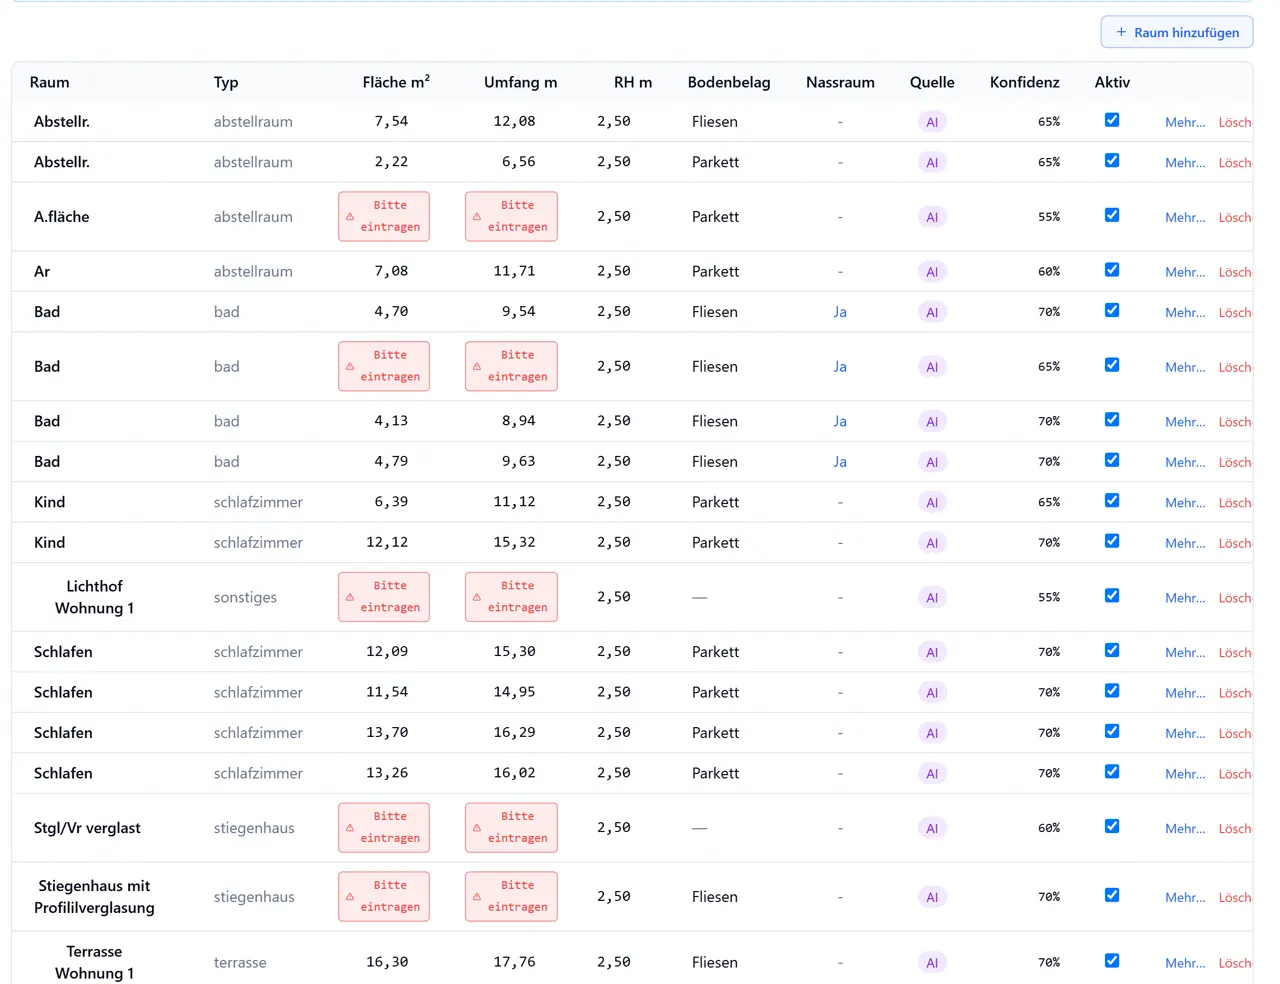 + Raum hinzufügen
Raum Typ Fläche m² Umfang m RH m Bodenbelag Nassraum Quelle Konfidenz Aktiv
Abstellr. abstellraum 7,54 12,08 2,50 Fliesen - AI 65% Mehr... Lösch
Abstellr. abstellraum 2,22 6,56 2,50 Parkett - AI 65% Mehr... Lösch
A.fläche abstellraum ⚠ Bitte eintragen ⚠ Bitte eintragen 2,50 Parkett - AI 55% Mehr... Lösch
Ar abstellraum 7,08 11,71 2,50 Parkett - AI 60% Mehr... Lösch
Bad bad 4,70 9,54 2,50 Fliesen Ja AI 70% Mehr... Lösch
Bad bad ⚠ Bitte eintragen ⚠ Bitte eintragen 2,50 Fliesen Ja AI 65% Mehr... Lösch
Bad bad 4,13 8,94 2,50 Fliesen Ja AI 70% Mehr... Lösch
Bad bad 4,79 9,63 2,50 Fliesen Ja AI 70% Mehr... Lösch
Kind schlafzimmer 6,39 11,12 2,50 Parkett - AI 65% Mehr... Lösch
Kind schlafzimmer 12,12 15,32 2,50 Parkett - AI 70% Mehr... Lösch
Lichthof Wohnung 1 sonstiges ⚠ Bitte eintragen ⚠ Bitte eintragen 2,50 — - AI 55% Mehr... Lösch
Schlafen schlafzimmer 12,09 15,30 2,50 Parkett - AI 70% Mehr... Lösch
Schlafen schlafzimmer 11,54 14,95 2,50 Parkett - AI 70% Mehr... Lösch
Schlafen schlafzimmer 13,70 16,29 2,50 Parkett - AI 70% Mehr... Lösch
Schlafen schlafzimmer 13,26 16,02 2,50 Parkett - AI 70% Mehr... Lösch
Stgl/Vr verglast stiegenhaus ⚠ Bitte eintragen ⚠ Bitte eintragen 2,50 — - AI 60% Mehr... Lösch
Stiegenhaus mit Profililverglasung stiegenhaus ⚠ Bitte eintragen ⚠ Bitte eintragen 2,50 Fliesen - AI 70% Mehr... Lösch
Terrasse Wohnung 1 terrasse 16,30 17,76 2,50 Fliesen - AI 70% Mehr... Lösch